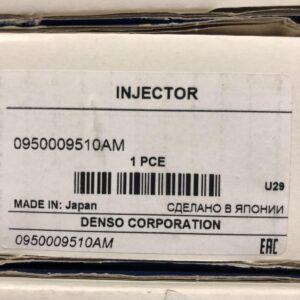 INJECTOR
0950009510AM
1 PCE
U29
MADE IN: Japan СДЕЛАНО В ЯПОНИИ
DENSO CORPORATION
0950009510AM
EAC